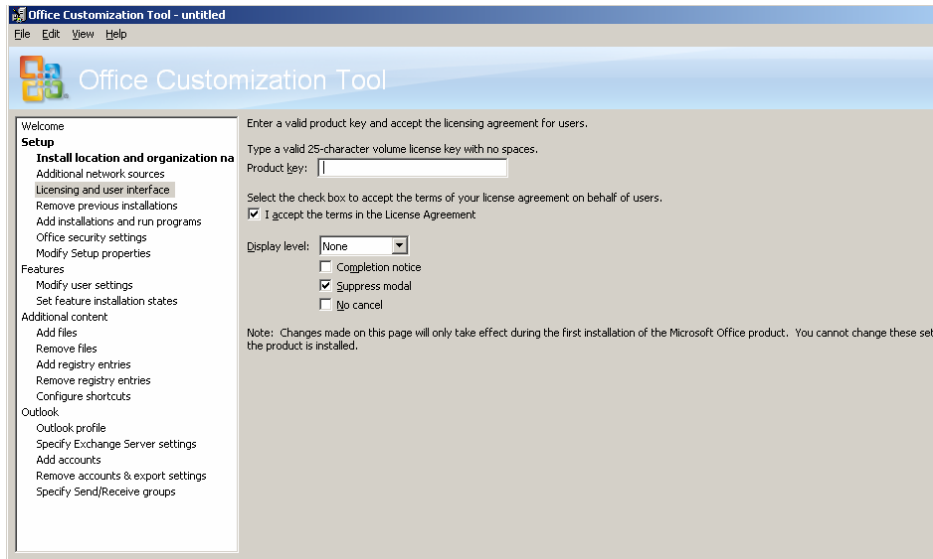 Office Customization Tool - untitled
File Edit View Help
Office Customization Tool
Welcome
Setup
Install location and organization na
Additional network sources
Licensing and user interface
Remove previous installations
Add installations and run programs
Office security settings
Modify Setup properties
Features
Modify user settings
Set feature installation states
Additional content
Add files
Remove files
Add registry entries
Remove registry entries
Configure shortcuts
Outlook
Outlook profile
Specify Exchange Server settings
Add accounts
Remove accounts & export settings
Specify Send/Receive groups
Enter a valid product key and accept the licensing agreement for users.
Type a valid 25-character volume license key with no spaces.
Product key:
Select the check box to accept the terms of your license agreement on behalf of users.
I accept the terms in the License Agreement
Display level: None
Completion notice
Suppress modal
No cancel
Note: Changes made on this page will only take effect during the first installation of the Microsoft Office product. You cannot change these set
the product is installed.